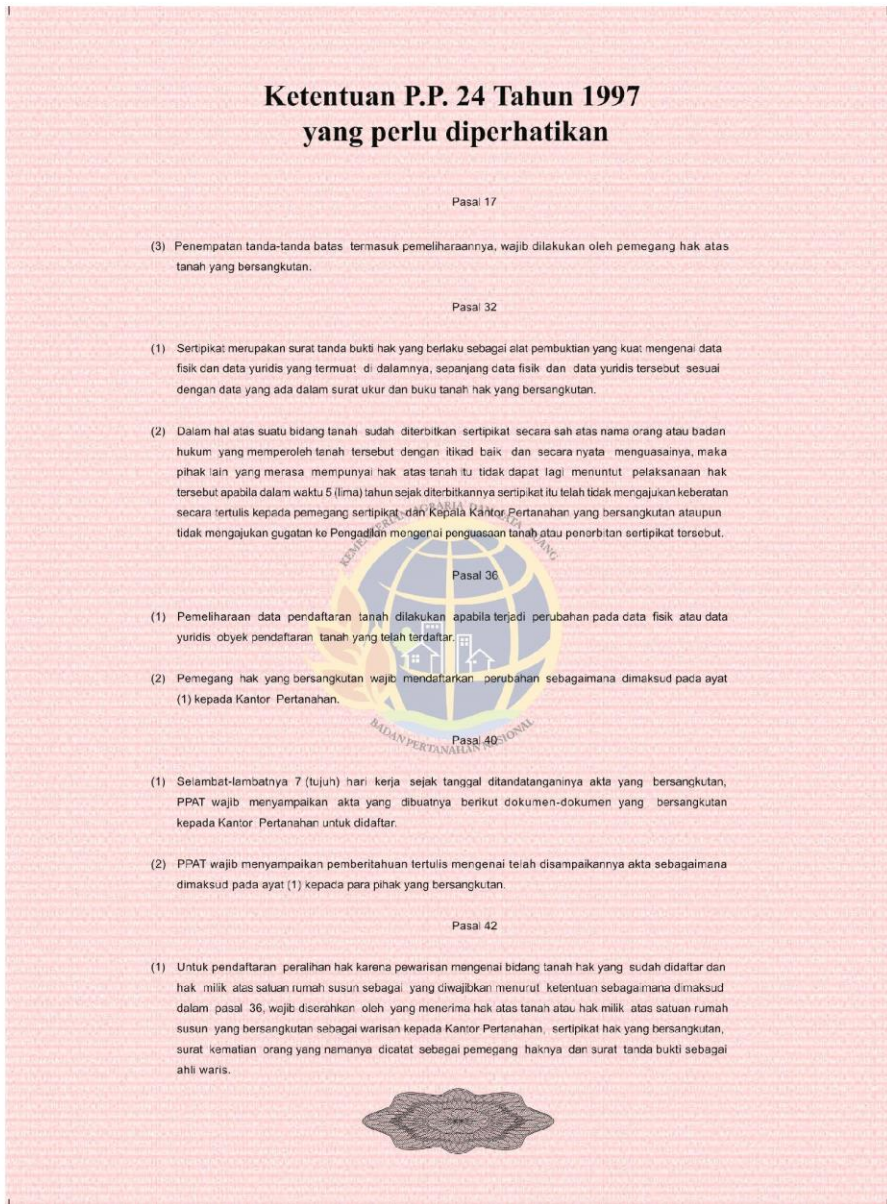 Ketentuan P.P. 24 Tahun 1997
yang perlu diperhatikan
Pasal 17
(3) Penempatan tanda-tanda batas termasuk pemeliharaannya, wajib dilakukan oleh pemegang hak atas
tanah yang bersangkutan.
Pasal 32
(1) Sertipikat merupakan surat tanda bukti hak yang berlaku sebagai alat pembuktian yang kuat mengenai data
fisik dan data yuridis yang termuat di dalamnya, sepanjang data fisik dan data yuridis tersebut sesuai
dengan data yang ada dalam surat ukur dan buku tanah hak yang bersangkutan.
(2) Dalam hal atas suatu bidang tanah sudah diterbitkan sertipikat secara sah atas nama orang atau badan
hukum yang memperoleh tanah tersebut dengan itikad baik dan secara nyata menguasainya, maka
pihak lain yang merasa mempunyai hak atas tanah itu tidak dapat lagi menuntut pelaksanaan hak
tersebut apabila dalam waktu 5 (lima) tahun sejak diterbitkannya sertipikat itu telah tidak mengajukan keberatan
secara tertulis kepada pemegang sertipikat dan Kepala Kantor Pertanahan yang bersangkutan ataupun
tidak mengajukan gugatan ke Pengadilan mengenai penguasaan tanah atau penerbitan sertipikat tersebut.
KEMENTERIAN AGRARIA DAN TATA RUANG
Pasal 36
(1) Pemeliharaan data pendaftaran tanah dilakukan apabila terjadi perubahan pada data fisik atau data
yuridis obyek pendaftaran tanah yang telah terdaftar.
(2) Pemegang hak yang bersangkutan wajib mendaftarkan perubahan sebagaimana dimaksud pada ayat
(1) kepada Kantor Pertanahan.
BADAN PERTANAHAN NASIONAL
Pasal 40
(1) Selambat-lambatnya 7 (tujuh) hari kerja sejak tanggal ditandatanganinya akta yang bersangkutan,
PPAT wajib menyampaikan akta yang dibuatnya berikut dokumen-dokumen yang bersangkutan
kepada Kantor Pertanahan untuk didaftar.
(2) PPAT wajib menyampaikan pemberitahuan tertulis mengenai telah disampaikannya akta sebagaimana
dimaksud pada ayat (1) kepada para pihak yang bersangkutan.
Pasal 42
(1) Untuk pendaftaran peralihan hak karena pewarisan mengenai bidang tanah hak yang sudah didaftar dan
hak milik atas satuan rumah susun sebagai yang diwajibkan menurut ketentuan sebagaimana dimaksud
dalam pasal 36, wajib diserahkan oleh yang menerima hak atas tanah atau hak milik atas satuan rumah
susun yang bersangkutan sebagai warisan kepada Kantor Pertanahan, sertipikat hak yang bersangkutan,
surat kematian orang yang namanya dicatat sebagai pemegang haknya dan surat tanda bukti sebagai
ahli waris.